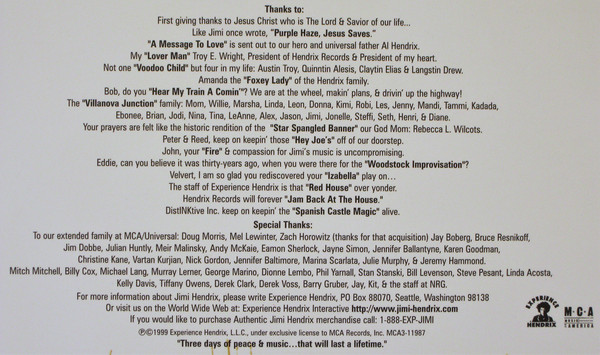 Thanks to:
First giving thanks to Jesus Christ who is The Lord & Savior of our life...
Like Jimi once wrote, "Purple Haze, Jesus Saves."
"A Message To Love" is sent out to our hero and universal father Al Hendrix.
My "Lover Man" Troy E. Wright, President of Hendrix Records & President of my heart.
Not one "Voodoo Child" but four in my life: Austin Troy, Quinntin Alesis, Claytin Elias & Langstin Drew.
Amanda the "Foxey Lady" of the Hendrix family.
Bob, do you "Hear My Train A Comin'"? We are at the wheel, makin' plans, & drivin' up the highway!
The "Villanova Junction" family: Mom, Willie, Marsha, Linda, Leon, Donna, Kimi, Robi, Les, Jenny, Mandi, Tammi, Kadada,
Ebonee, Brian, Jodi, Nina, Tina, LeAnne, Alex, Jason, Jimi, Jonelle, Steffi, Seth, Henri, & Diane.
Your prayers are felt like the historic rendition of the "Star Spangled Banner" our God Mom: Rebecca L. Wilcots.
Peter & Reed, keep on keepin' those "Hey Joe's" off of our doorstep.
John, your "Fire" & compassion for Jimi's music is uncompromising.
Eddie, can you believe it was thirty-years ago, when you were there for the "Woodstock Improvisation"?
Velvert, I am so glad you rediscovered your "Izabella" play on...
The staff of Experience Hendrix is that "Red House" over yonder.
Hendrix Records will forever "Jam Back At The House."
DistINKtive Inc. keep on keepin' the "Spanish Castle Magic" alive.
Special Thanks:
To our extended family at MCA/Universal: Doug Morris, Mel Lewinter, Zach Horowitz (thanks for that acquisition) Jay Boberg, Bruce Resnikoff,
Jim Dobbe, Julian Huntly, Meir Malinsky, Andy McKaie, Eamon Sherlock, Jayne Simon, Jennifer Ballantyne, Karen Goodman,
Christine Kane, Vartan Kurjian, Nick Gordon, Jennifer Baltimore, Marina Scarlata, Julie Murphy, & Jeremy Hammond.
Mitch Mitchell, Billy Cox, Michael Lang, Murray Lerner, George Marino, Dionne Lembo, Phil Yarnall, Stan Stanski, Bill Levenson, Steve Pesant, Linda Acosta,
Kelly Davis, Tiffany Owens, Derek Clark, Derek Voss, Barry Gruber, Jay, Kit, & the staff at NRG.
For more information about Jimi Hendrix, please write Experience Hendrix, PO Box 88070, Seattle, Washington 98138
Or visit us on the World Wide Web at: Experience Hendrix Interactive http://www.jimi-hendrix.com
If you would like to purchase Authentic Jimi Hendrix merchandise call: 1-888-EXP-JIMI
℗©1999 Experience Hendrix, L.L.C., under exclusive license to MCA Records, Inc. MCA3-11987
"Three days of peace & music...that will last a lifetime."
EXPERIENCE
HENDRIX
M·C·A
MUSIC
AMERICA